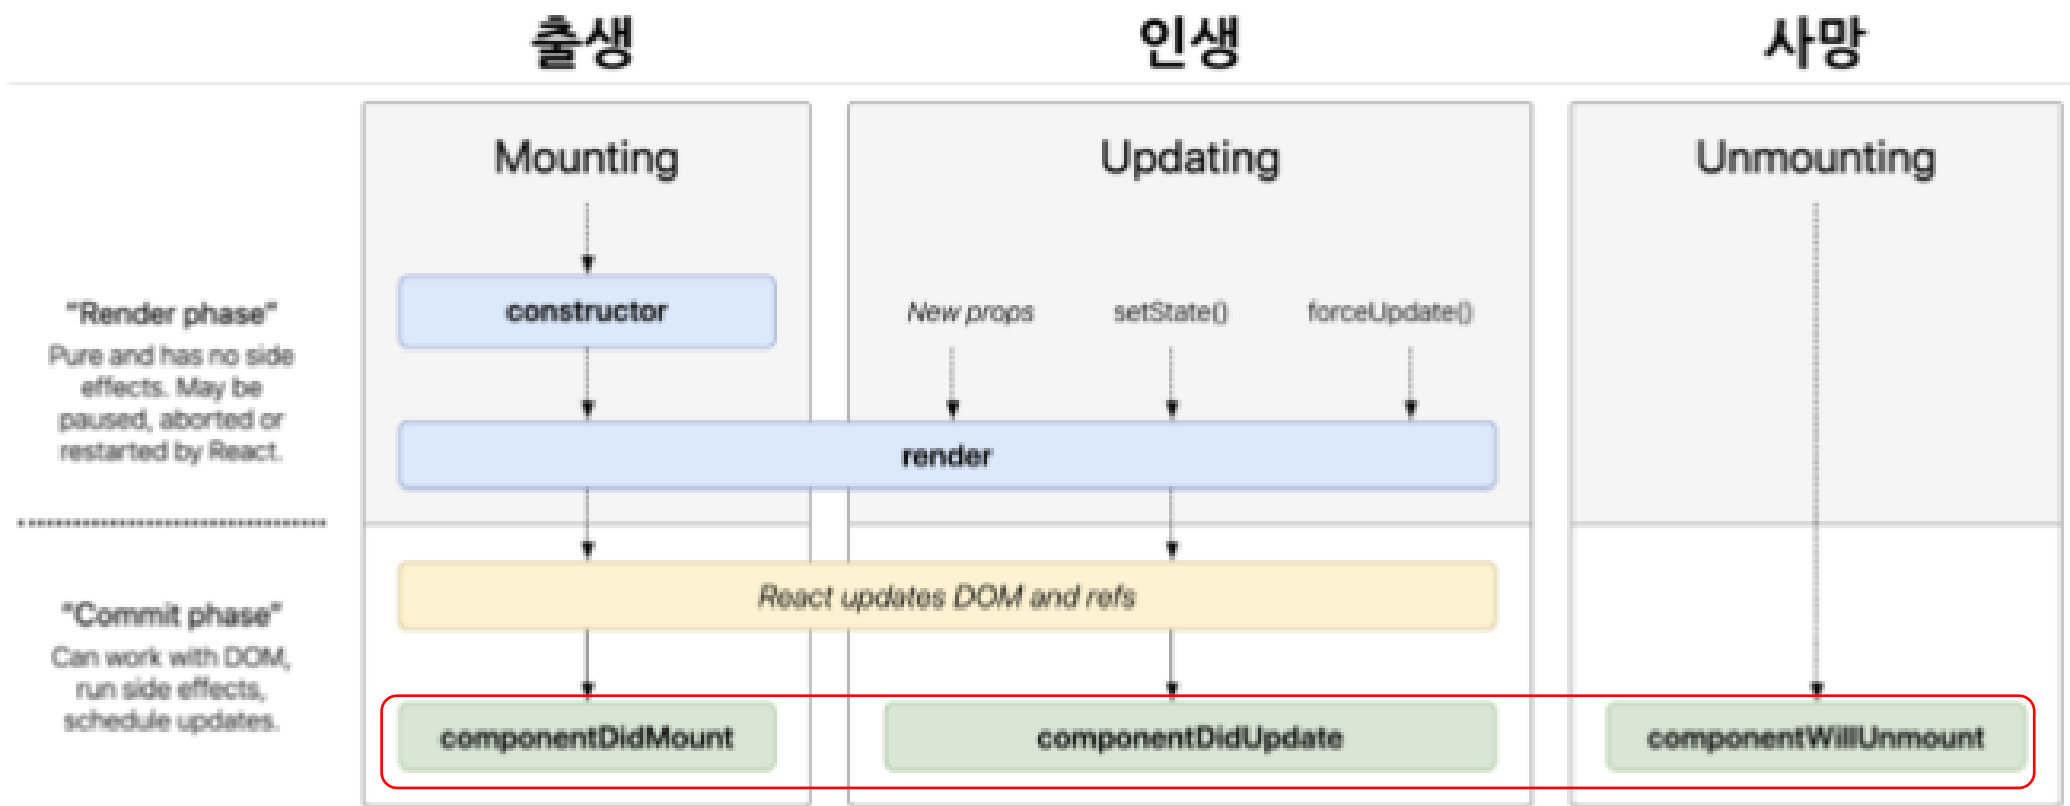 출생
인생
사망
Mounting
Updating
Unmounting
"Render phase"
Pure and has no side
effects. May be
paused, aborted or
restarted by React.
constructor
New props
setState()
forceUpdate()
render
"Commit phase"
Can work with DOM,
run side effects,
schedule updates.
React updates DOM and refs
componentDidMount
componentDidUpdate
componentWillUnmount